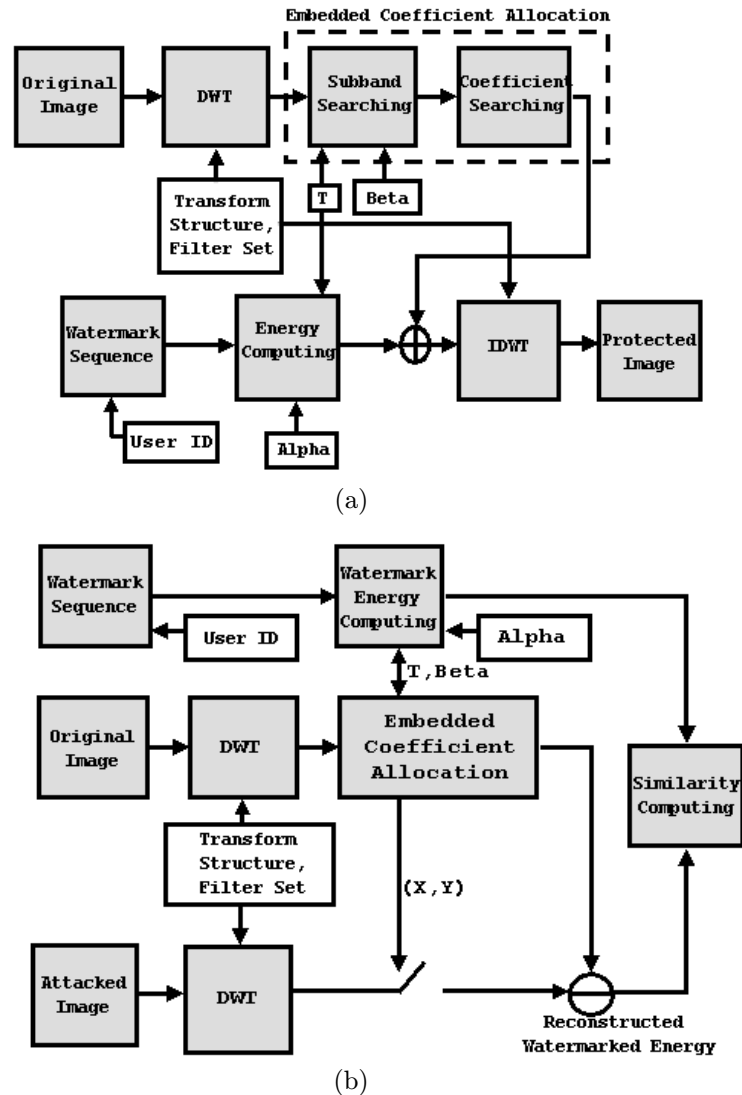 Embedded Coefficient Allocation
Original
Image
DWT
Subband
Searching
Coefficient
Searching
Transform
Structure,
Filter Set
T
Beta
Watermark
Sequence
Energy
Computing
IDWT
Protected
Image
User ID
Alpha
(a)
Watermark
Sequence
Watermark
Energy
Computing
User ID
Alpha
T,Beta
Original
Image
DWT
Embedded
Coefficient
Allocation
Similarity
Computing
Transform
Structure,
Filter Set
(X,Y)
Attacked
Image
DWT
Reconstructed
Watermarked Energy
(b)